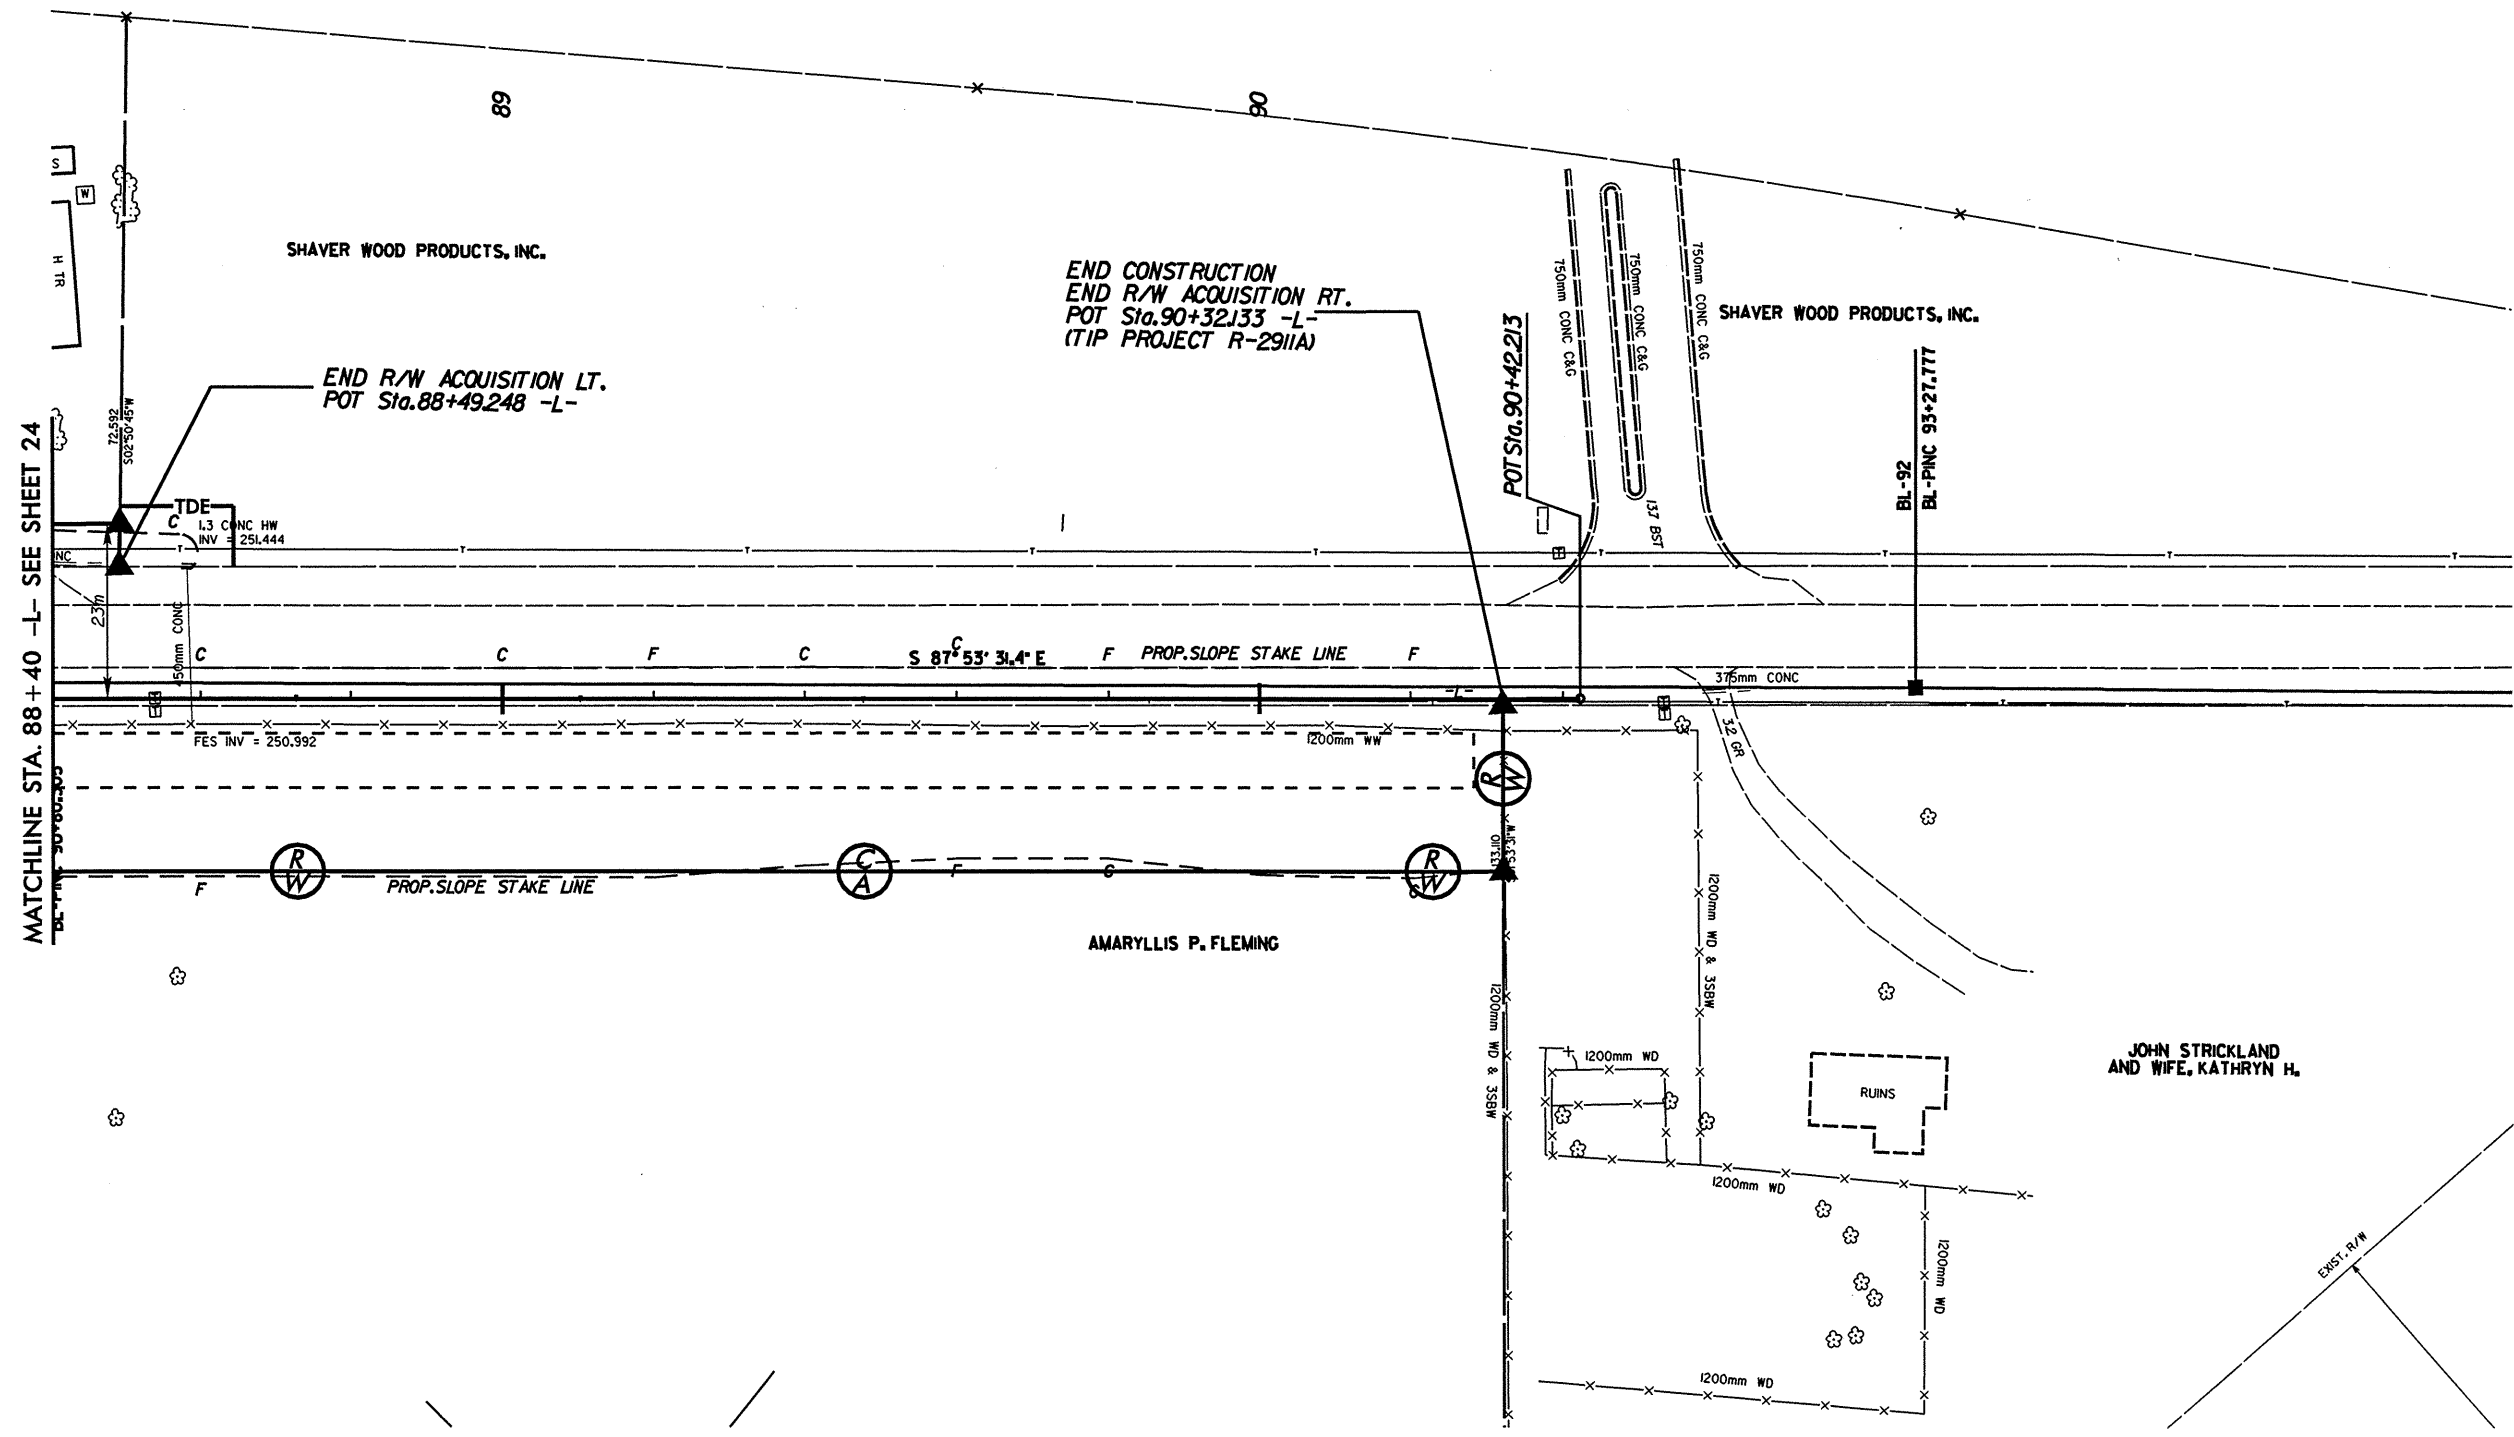 89
90
S
W
H TR
SHAVER WOOD PRODUCTS, INC.
END CONSTRUCTION
END R/W ACQUISITION RT.
POT Sta.90+32.133 -L-
(TIP PROJECT R-2911A)
POT Sta.90+42.213
750mm CONC C&G
750mm CONC C&G
750mm CONC C&G
SHAVER WOOD PRODUCTS, INC.
BL-92
BL-PINC 93+27.777
END R/W ACQUISITION LT.
POT Sta.88+49.248 -L-
72.592
S02°50'45"W
MATCHLINE STA. 88+40 -L- SEE SHEET 24
TDE
C
1.3 CONC HW
INV = 251.444
NC
13.7 BST
T T T T T T T T T
450mm CONC
C C F C C F PROP. SLOPE STAKE LINE F
S 87° 53' 31.4" E
-L-
375mm CONC
T T T
FES INV = 250.992
1200mm WW
3.2 GR
R
W
R
W
C
A
R
W
F PROP. SLOPE STAKE LINE F
AMARYLLIS P. FLEMING
1200mm WD & 3SBW
1200mm WD & 3SBW
1200mm WD
RUINS
JOHN STRICKLAND
AND WIFE, KATHRYN H.
1200mm WD
1200mm WD
EXIST. R/W
1200mm WD